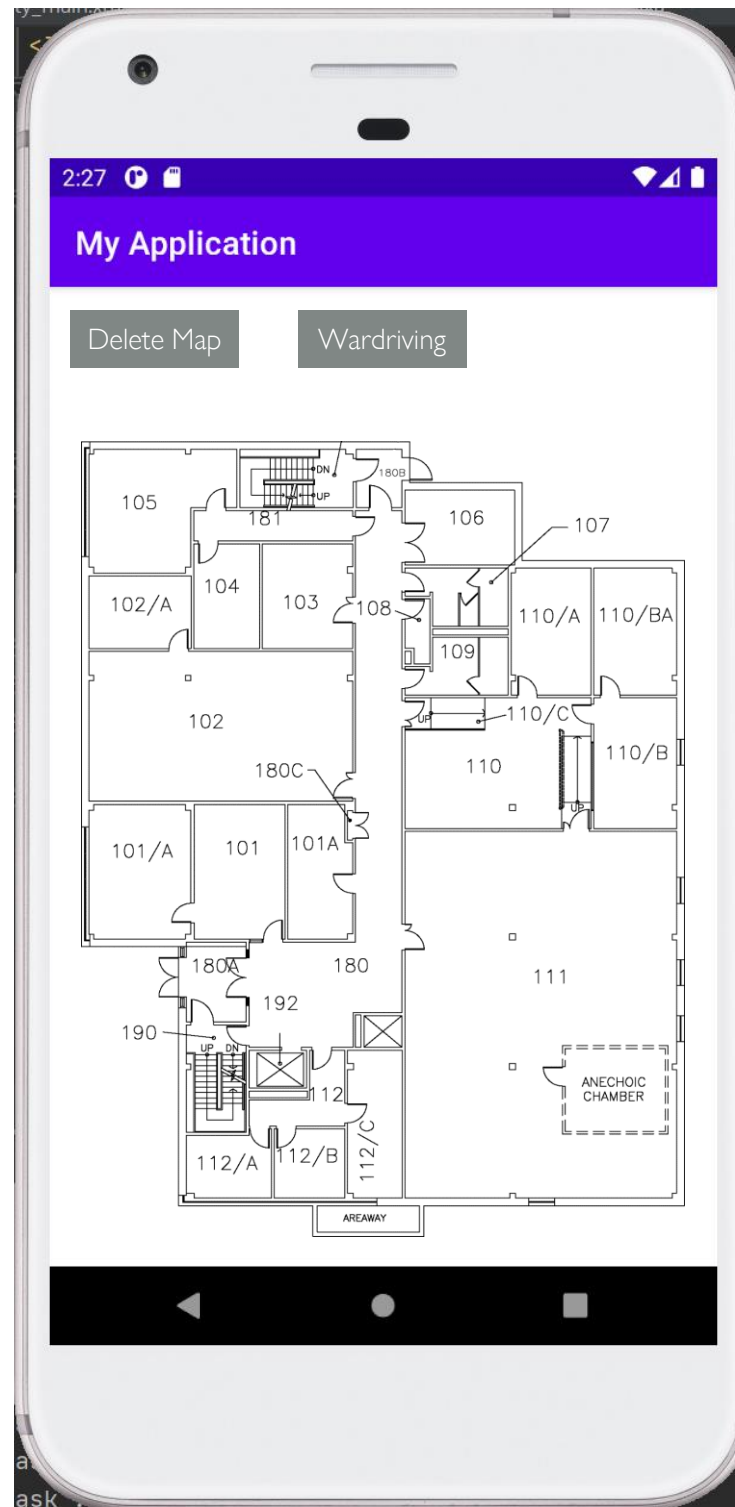 2:27
My Application
Delete Map
Wardriving
DN
180B
UP
105
181
106
107
104
103
102/A
108
110/A
110/BA
109
102
UP
110/C
110
110/B
180C
UP
101/A
101
101A
180A
180
111
192
190
UP
DN
ANECHOIC
CHAMBER
112
112/A
112/B
112/C
AREAWAY
ask